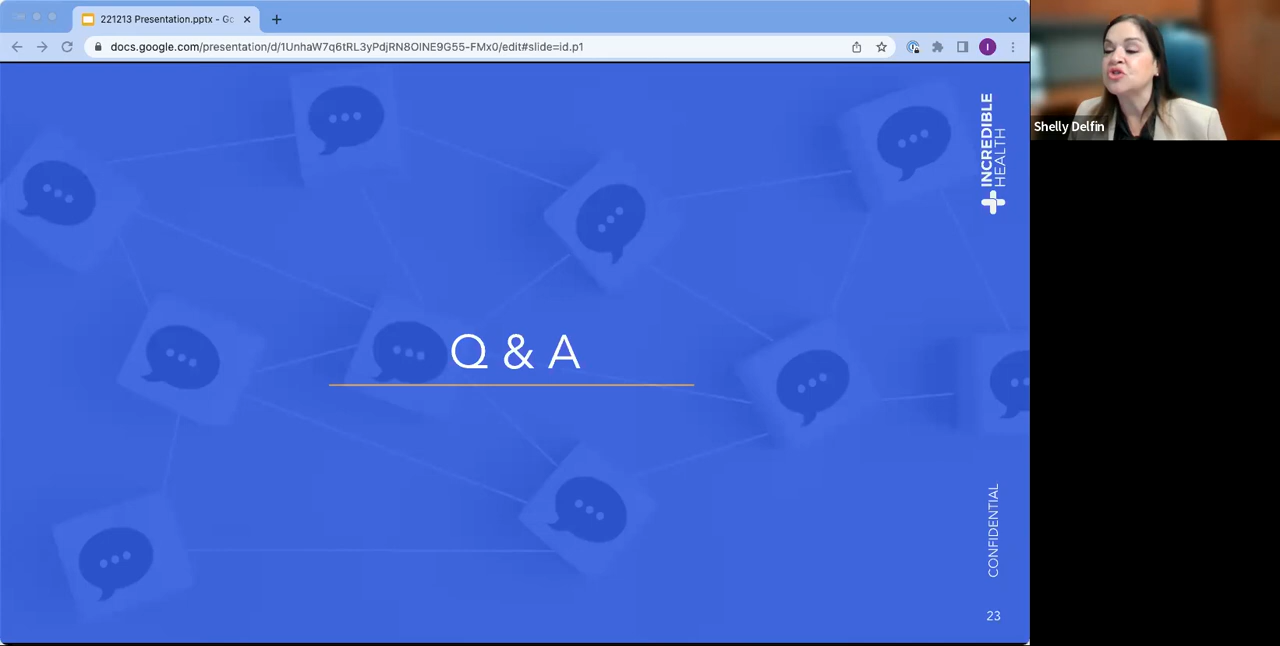 221213 Presentation.pptx - Gc
docs.google.com/presentation/d/1UnhaW7q6tRL3yPdjRN8OINE9G55-FMx0/edit#slide=id.p1
I
INCREDIBLE
HEALTH
Shelly Delfin
Q & A
CONFIDENTIAL
23